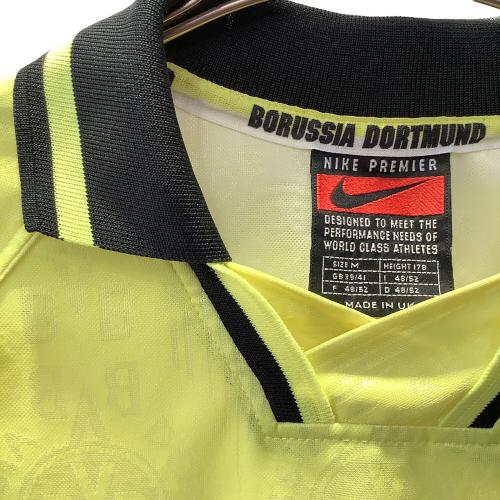 BORUSSIA DORTMUND
NIKE PREMIER
DESIGNED TO MEET THE
PERFORMANCE NEEDS OF
WORLD CLASS ATHLETES
SIZE M HEIGHT 178
GB 39/41 I 48/52
F 48/52 D 48/52
MADE IN UK